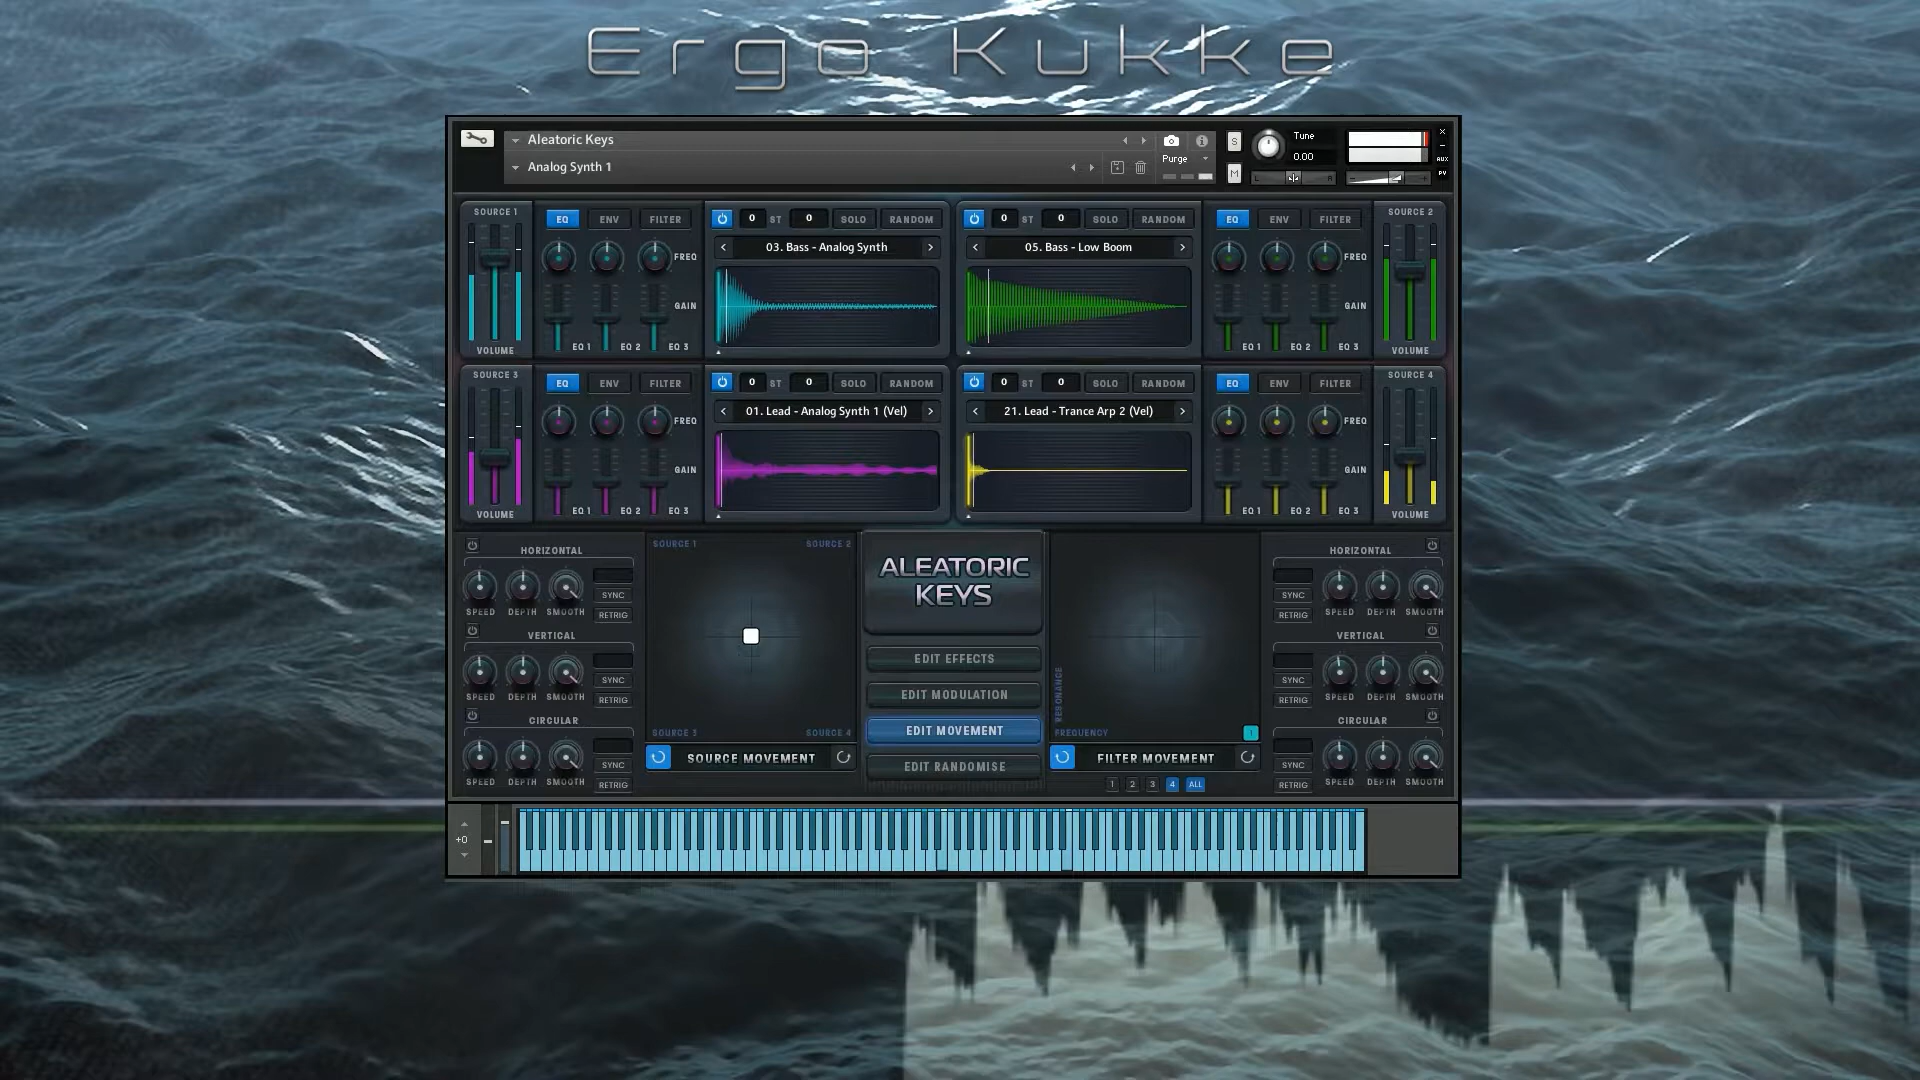 Ergo Kukke
Aleatoric Keys
Analog Synth 1
Purge
S
M
Tune
0.00
L R
×
AUX
PV
SOURCE 1
VOLUME
EQ ENV FILTER
FREQ
GAIN
EQ 1 EQ 2 EQ 3
0 ST 0 SOLO RANDOM
03. Bass - Analog Synth
0 ST 0 SOLO RANDOM
05. Bass - Low Boom
EQ ENV FILTER
FREQ
GAIN
EQ 1 EQ 2 EQ 3
SOURCE 2
VOLUME
SOURCE 3
VOLUME
EQ ENV FILTER
FREQ
GAIN
EQ 1 EQ 2 EQ 3
0 ST 0 SOLO RANDOM
01. Lead - Analog Synth 1 (Vel)
0 ST 0 SOLO RANDOM
21. Lead - Trance Arp 2 (Vel)
EQ ENV FILTER
FREQ
GAIN
EQ 1 EQ 2 EQ 3
SOURCE 4
VOLUME
HORIZONTAL
SPEED DEPTH SMOOTH
SYNC
RETRIG
VERTICAL
SPEED DEPTH SMOOTH
SYNC
RETRIG
CIRCULAR
SPEED DEPTH SMOOTH
SYNC
RETRIG
SOURCE 1 SOURCE 2
SOURCE 3 SOURCE 4
SOURCE MOVEMENT
ALEATORIC
KEYS
EDIT EFFECTS
EDIT MODULATION
EDIT MOVEMENT
EDIT RANDOMISE
RESONANCE
FREQUENCY
1
FILTER MOVEMENT
1 2 3 4 ALL
HORIZONTAL
SYNC
RETRIG
SPEED DEPTH SMOOTH
VERTICAL
SYNC
RETRIG
SPEED DEPTH SMOOTH
CIRCULAR
SYNC
RETRIG
SPEED DEPTH SMOOTH
+0